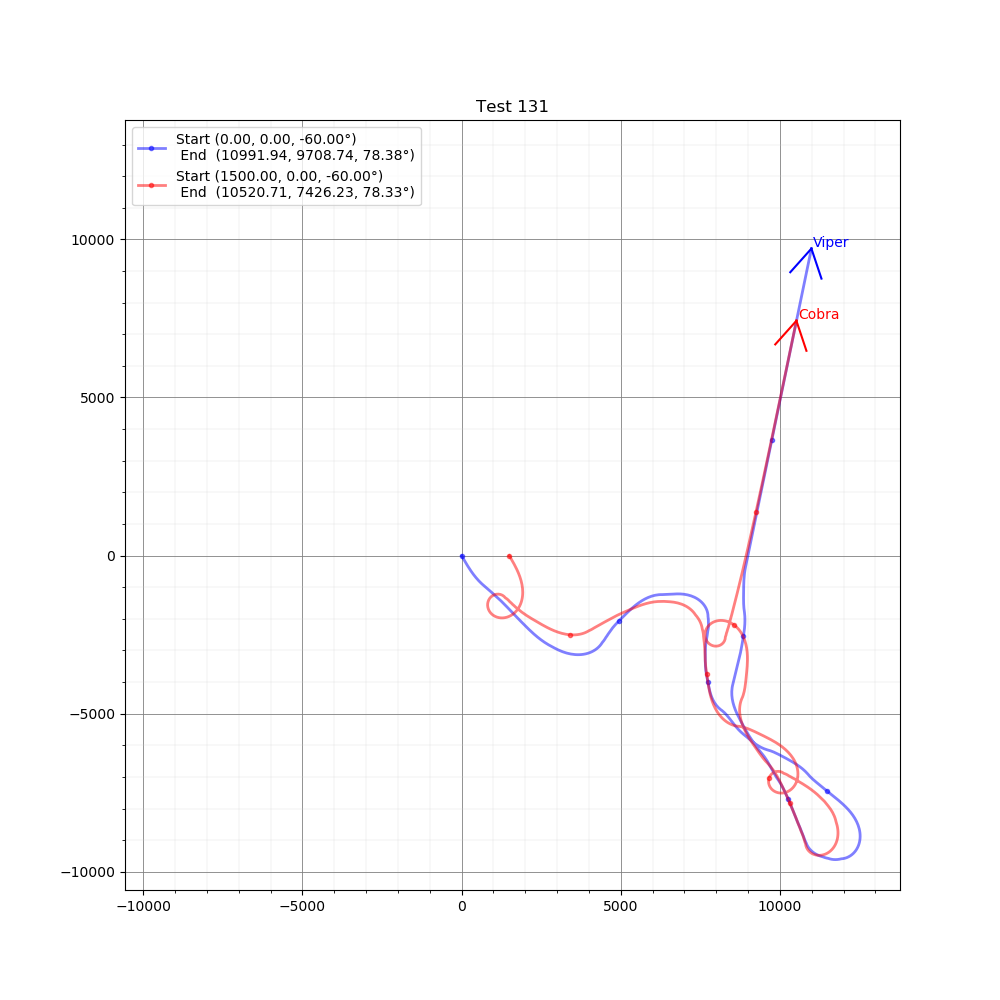 Test 131
Start (0.00, 0.00, -60.00°)
End  (10991.94, 9708.74, 78.38°)
Start (1500.00, 0.00, -60.00°)
End  (10520.71, 7426.23, 78.33°)
Viper
Cobra
10000
5000
0
−5000
−10000
−10000
−5000
0
5000
10000